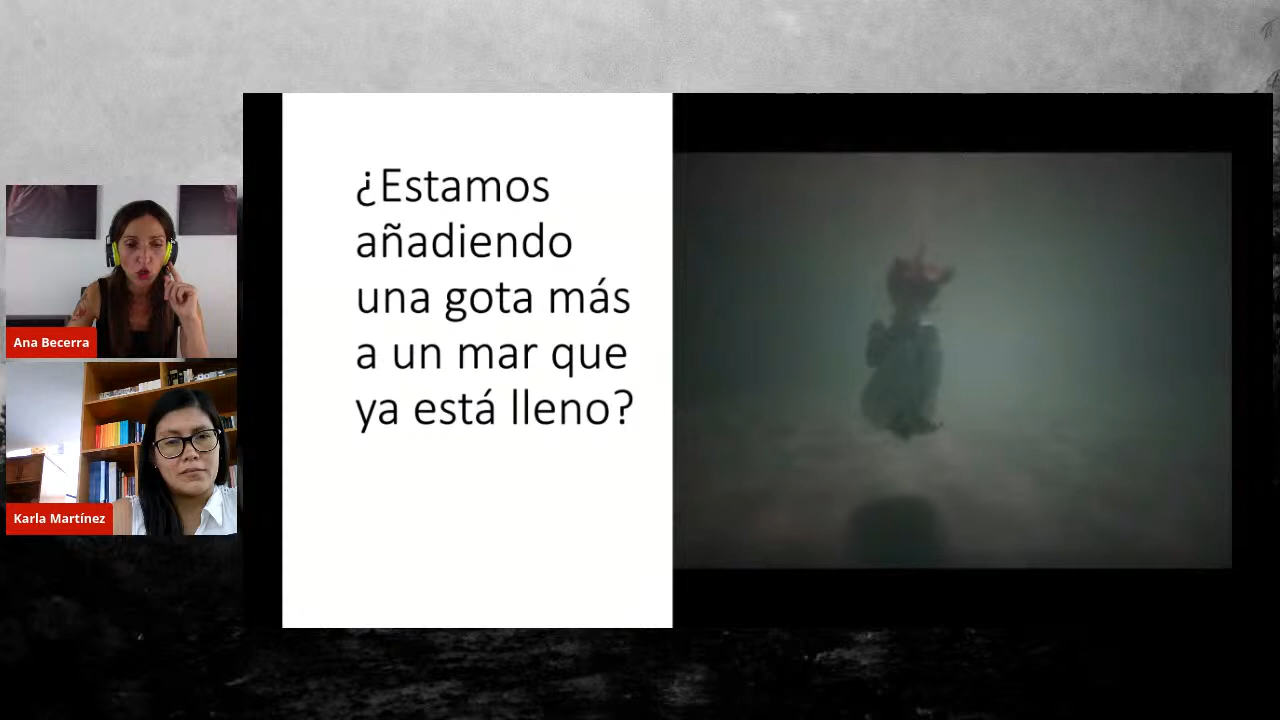 ¿Estamos
añadiendo
una gota más
a un mar que
ya está lleno?
Ana Becerra
Karla Martínez